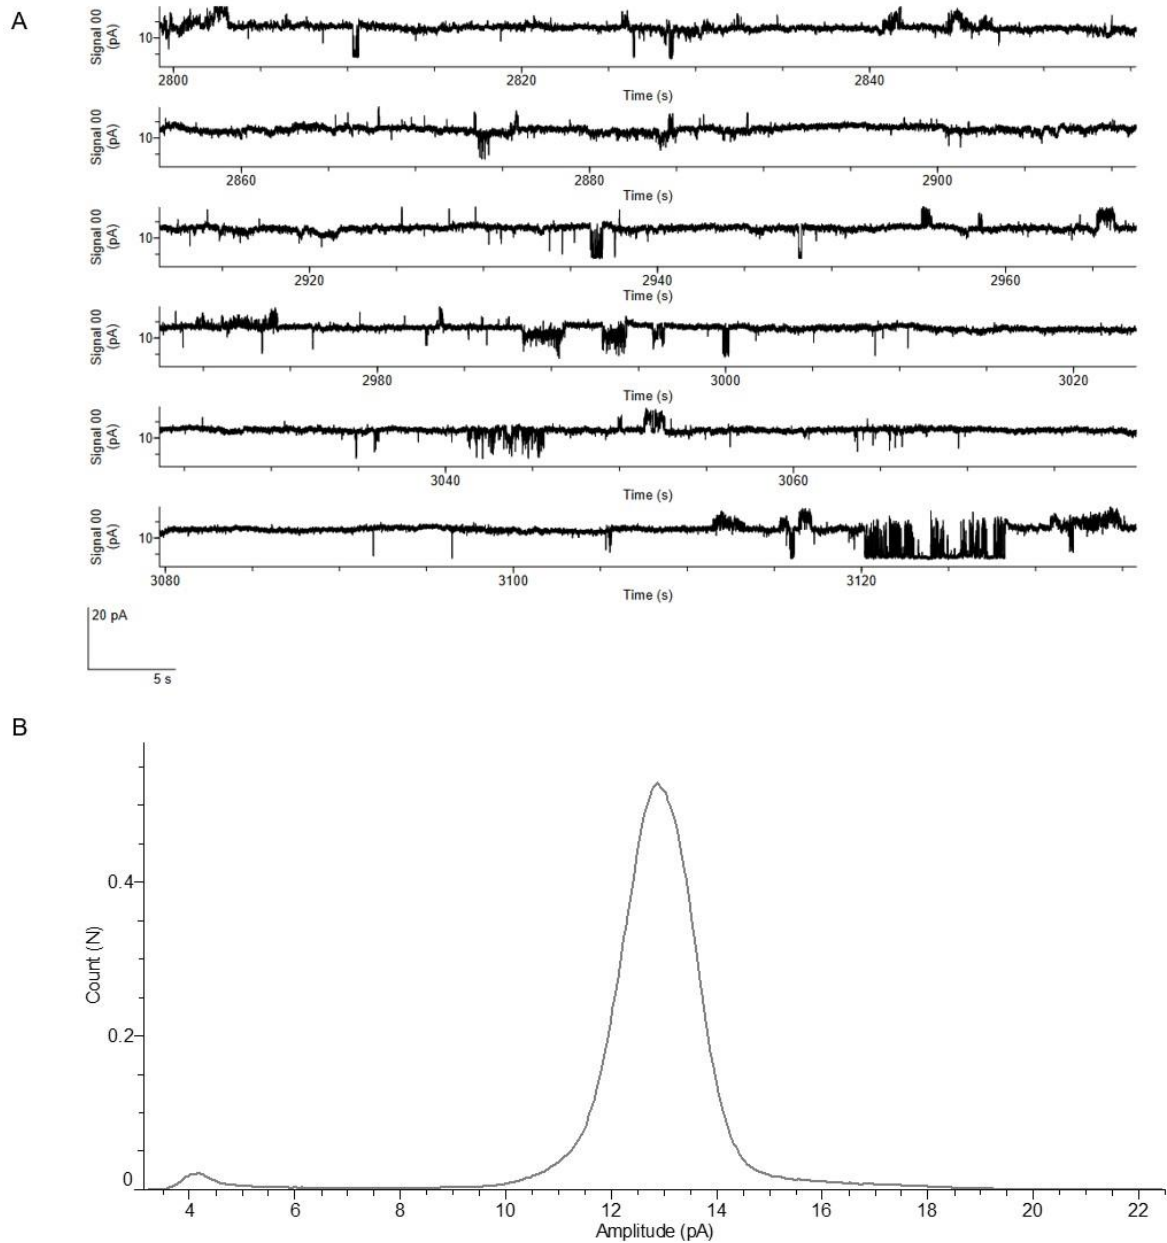 A
Signal 00
(pA)
10
2800 2820 2840
Time (s)
Signal 00
(pA)
10
2860 2880 2900
Time (s)
Signal 00
(pA)
10
2920 2940 2960
Time (s)
Signal 00
(pA)
10
2980 3000 3020
Time (s)
Signal 00
(pA)
10
3040 3060
Time (s)
Signal 00
(pA)
10
3080 3100 3120
Time (s)
20 pA
5 s
B
Count (N)
0.4
0.2
0
4 6 8 10 12 14 16 18 20 22
Amplitude (pA)